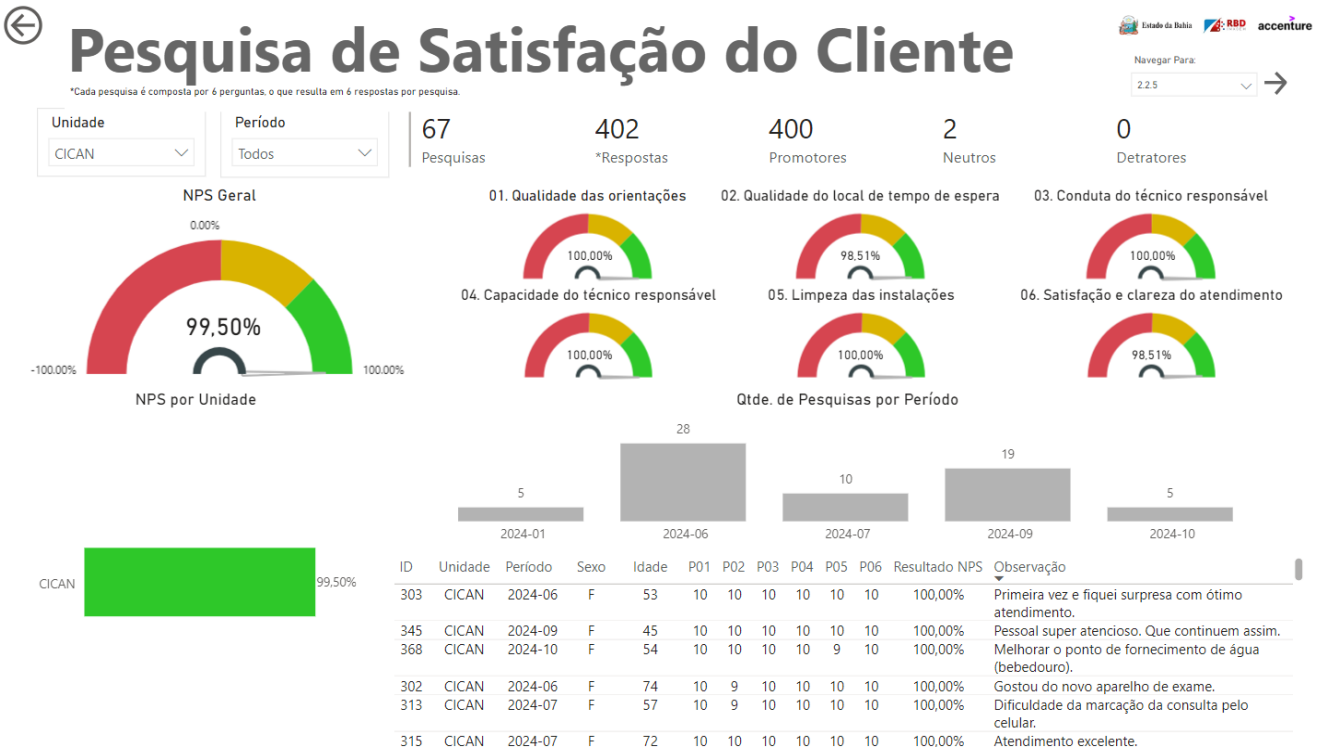 Pesquisa de Satisfação do Cliente
*Cada pesquisa é composta por 6 perguntas, o que resulta em 6 respostas por pesquisa.
Estado da Bahia
RBD
accenture
Navegar Para:
2.2.5
Unidade
CICAN
Período
Todos
67
Pesquisas
402
*Respostas
400
Promotores
2
Neutros
0
Detratores
NPS Geral
0.00%
99,50%
-100.00%
100.00%
01. Qualidade das orientações
100,00%
02. Qualidade do local de tempo de espera
98,51%
03. Conduta do técnico responsável
100,00%
04. Capacidade do técnico responsável
100,00%
05. Limpeza das instalações
100,00%
06. Satisfação e clareza do atendimento
98,51%
NPS por Unidade
CICAN
99,50%
Qtde. de Pesquisas por Período
5
28
10
19
5
2024-01
2024-06
2024-07
2024-09
2024-10
ID Unidade Período Sexo Idade P01 P02 P03 P04 P05 P06 Resultado NPS Observação
303 CICAN 2024-06 F 53 10 10 10 10 10 10 100,00% Primeira vez e fiquei surpresa com ótimo
atendimento.
345 CICAN 2024-09 F 45 10 10 10 10 10 10 100,00% Pessoal super atencioso. Que continuem assim.
368 CICAN 2024-10 F 54 10 10 10 10 9 10 100,00% Melhorar o ponto de fornecimento de água
(bebedouro).
302 CICAN 2024-06 F 74 10 9 10 10 10 10 100,00% Gostou do novo aparelho de exame.
313 CICAN 2024-07 F 57 10 9 10 10 10 10 100,00% Dificuldade da marcação da consulta pelo
celular.
315 CICAN 2024-07 F 72 10 10 10 10 10 10 100,00% Atendimento excelente.